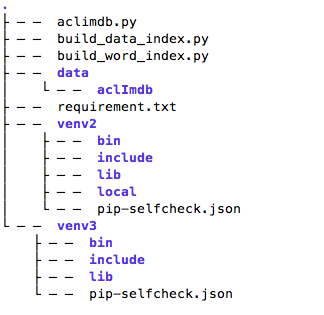 .
├── aclimdb.py
├── build_data_index.py
├── build_word_index.py
├── data
│   └── aclImdb
├── requirement.txt
├── venv2
│   ├── bin
│   ├── include
│   ├── lib
│   ├── local
│   └── pip-selfcheck.json
└── venv3
    ├── bin
    ├── include
    ├── lib
    └── pip-selfcheck.json